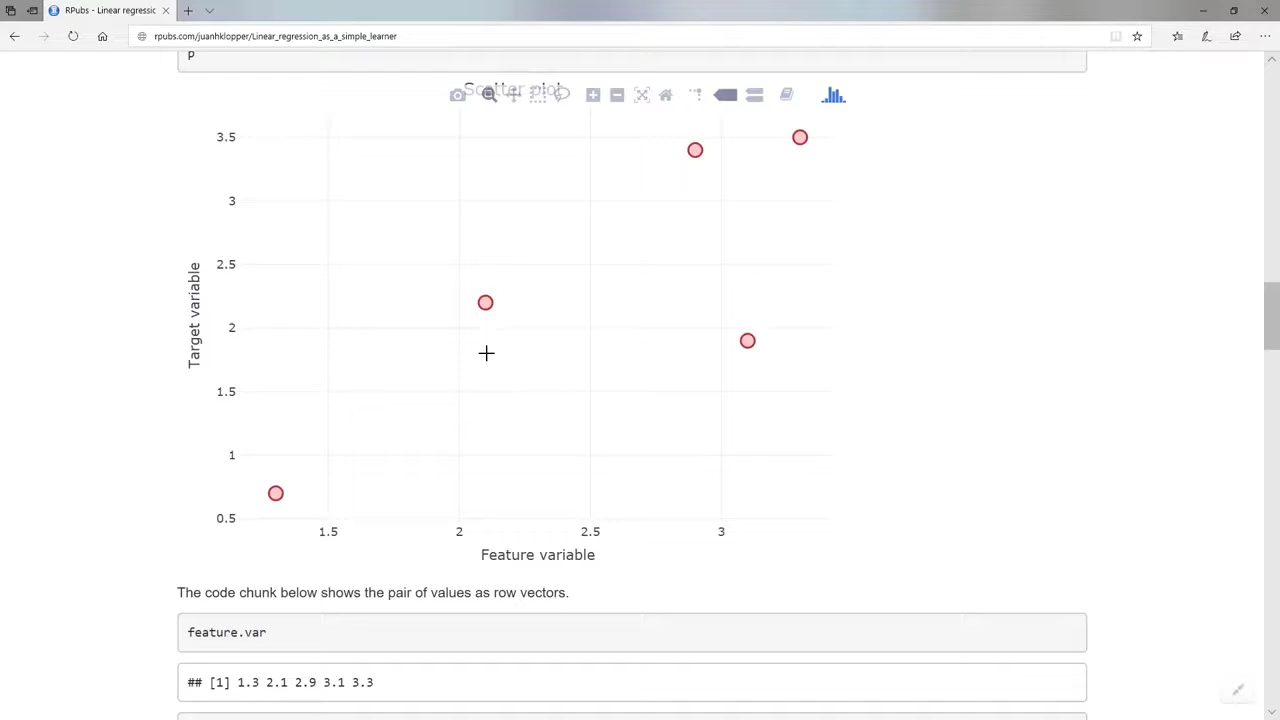 RPubs - Linear regressic
rpubs.com/juanhklopper/Linear_regression_as_a_simple_learner
p
Scatter plot
3.5
3
2.5
2
1.5
1
0.5
Target variable
1.5 2 2.5 3
Feature variable
The code chunk below shows the pair of values as row vectors.
feature.var
## [1] 1.3 2.1 2.9 3.1 3.3